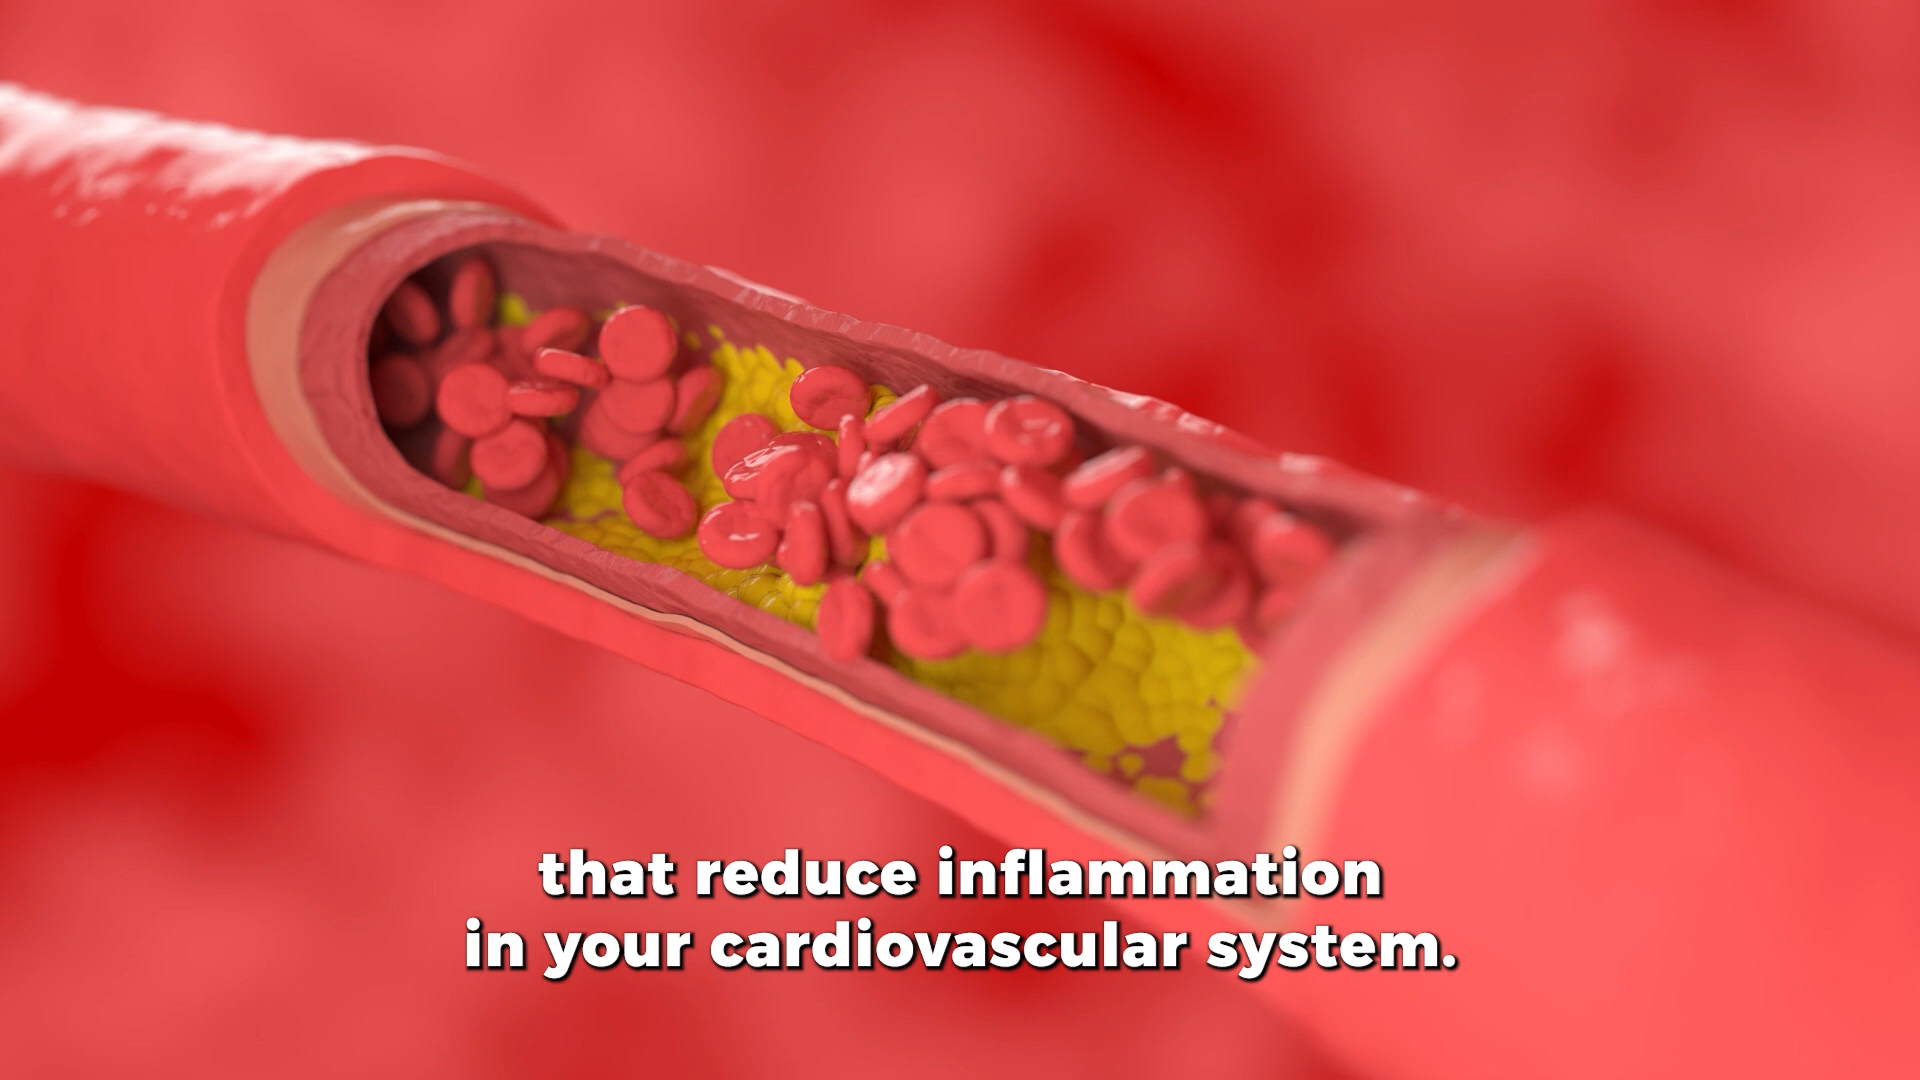 that reduce inflammation
in your cardiovascular system.